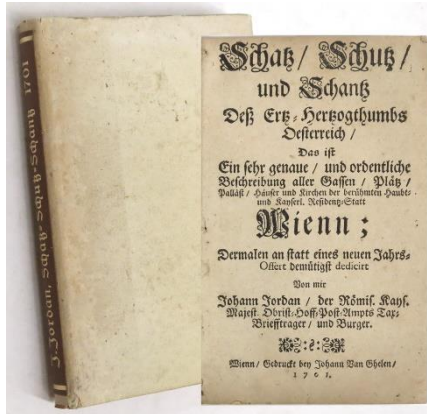 J. Jordan, Schatz-Schutz-Schantz 1701
Schatz/ Schutz/
und Schantz
Deß Ertz-Hertzogthumbs
Oesterreich/
Das ist
Ein sehr genaue/ und ordentliche
Beschreibung aller Gassen/ Plätz/
Palläst/ Häuser und Kirchen der berühmten Haubt-
und Kayserl. Residentz-Statt
Wienn;
Dermalen an statt eines neuen Jahrs-
Offert demütigst dedicirt
Von mir
Johann Jordan/ der Römis. Kays.
Majest. Obrist-Hoff-Post-Ampts Tax-
Briefftrager/ und Burger.
Wienn/ Gedruckt bey Johann Van Ghelen/
1701.